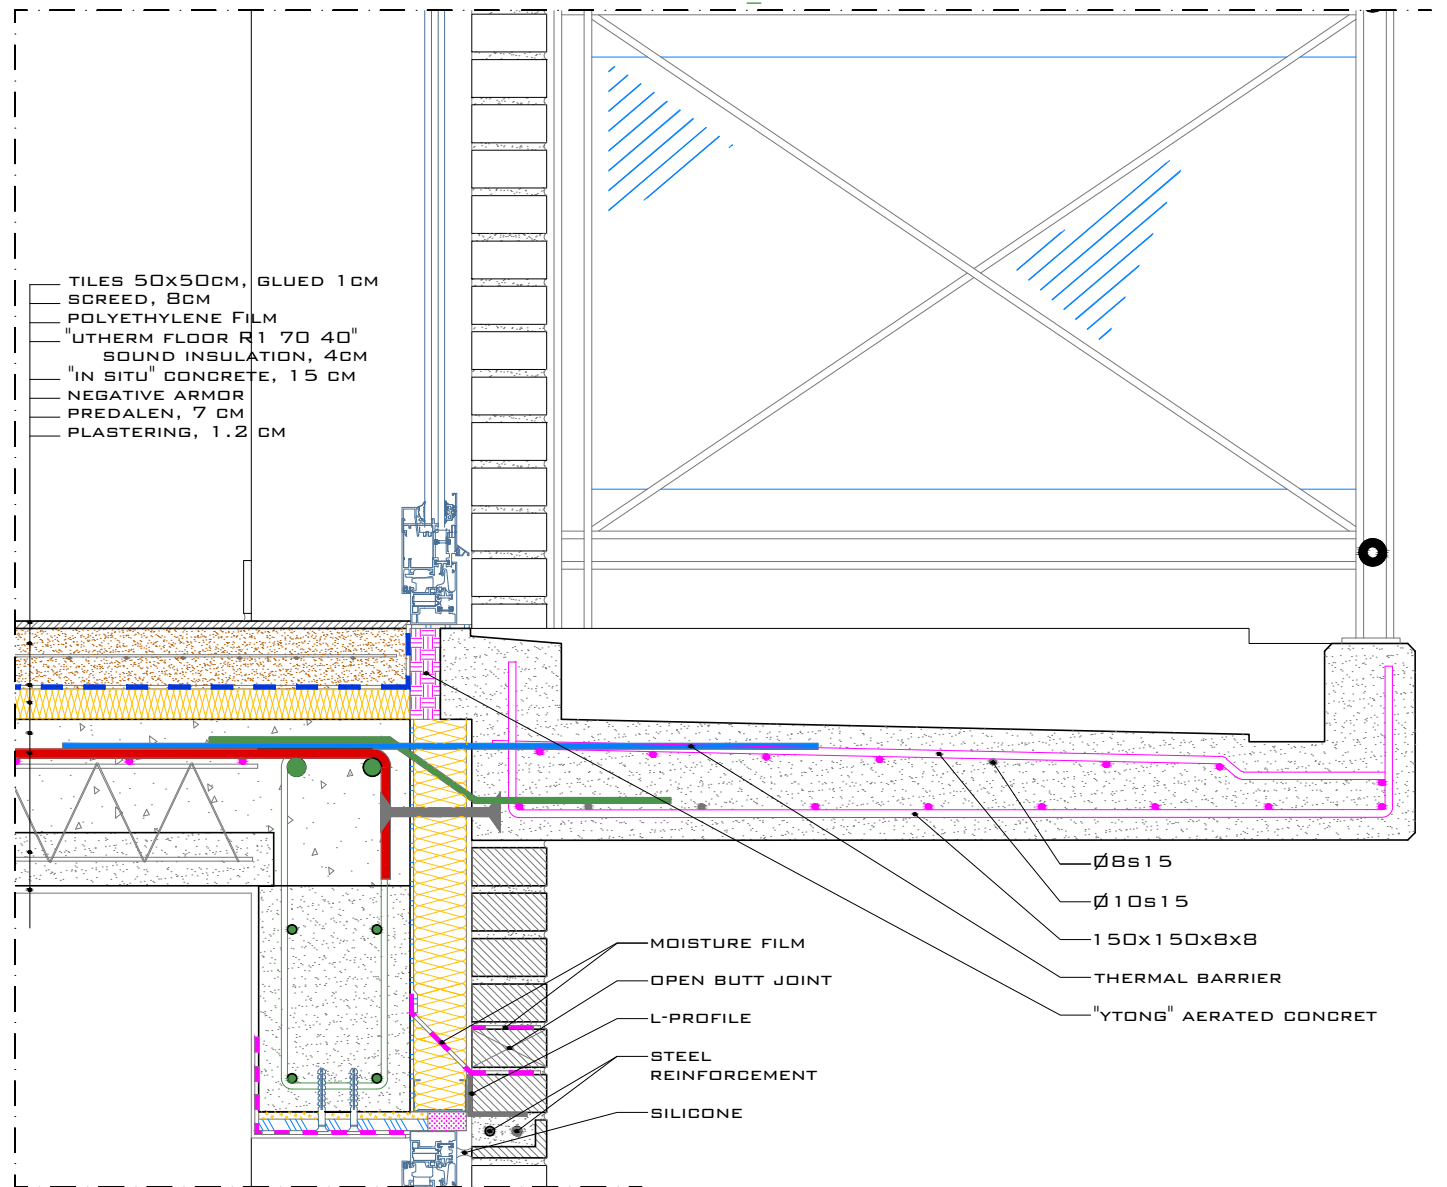 TILES 50x50CM, GLUED 1CM
SCREED, 8CM
POLYETHYLENE FILM
"UTHERM FLOOR R1 70 40"
SOUND INSULATION, 4CM
"IN SITU" CONCRETE, 15 CM
NEGATIVE ARMOR
PREDALEN, 7 CM
PLASTERING, 1.2 CM
Ø8s15
Ø10s15
150x150x8x8
THERMAL BARRIER
"YTONG" AERATED CONCRET
MOISTURE FILM
OPEN BUTT JOINT
L-PROFILE
STEEL
REINFORCEMENT
SILICONE